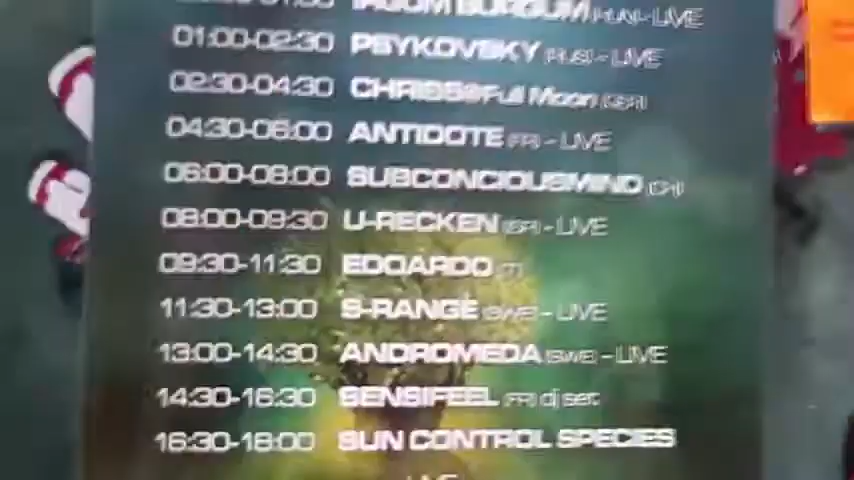 01:00-02:30 PSYKOVSKY (RUS) - LIVE
02:30-04:30 CHRISS@Full Moon (GER)
04:30-06:00 ANTIDOTE (FR) - LIVE
06:00-08:00 SUBCONCIOUSMIND (CH)
08:00-09:30 U-RECKEN (ISR) - LIVE
09:30-11:30 EDOARDO (IT)
11:30-13:00 S-RANGE (SWE) - LIVE
13:00-14:30 ANDROMEDA (SWE) - LIVE
14:30-16:30 SENSIFEEL (FR) dj set
16:30-18:00 SUN CONTROL SPECIES
LIVE